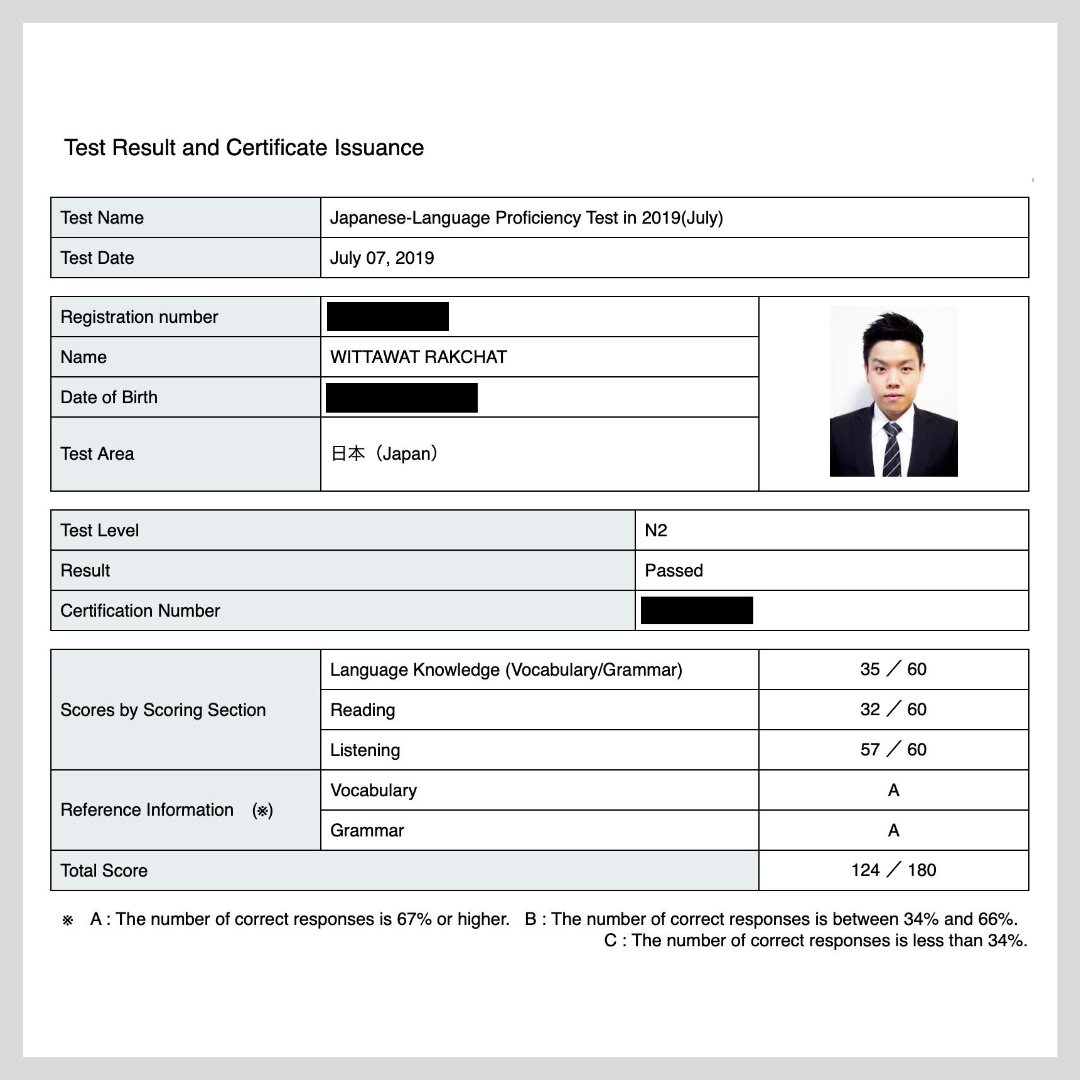 Test Result and Certificate Issuance
Test Name Japanese-Language Proficiency Test in 2019(July)
Test Date July 07, 2019
Registration number
Name WITTAWAT RAKCHAT
Date of Birth
Test Area 日本（Japan）
Test Level N2
Result Passed
Certification Number
Language Knowledge (Vocabulary/Grammar) 35 ／ 60
Scores by Scoring Section Reading 32 ／ 60
Listening 57 ／ 60
Vocabulary A
Reference Information (※)
Grammar A
Total Score 124 ／ 180
※ A : The number of correct responses is 67% or higher. B : The number of correct responses is between 34% and 66%.
C : The number of correct responses is less than 34%.